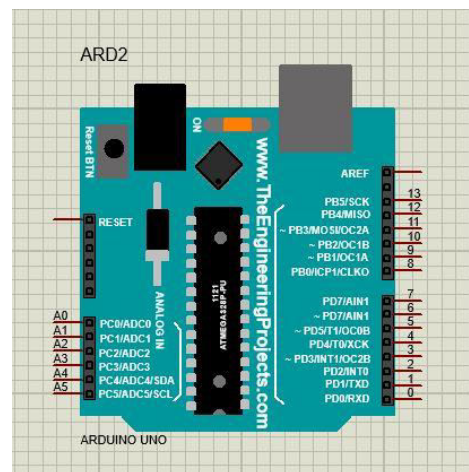 ARD2
Reset BTN
ON
www.TheEngineeringProjects.com
RESET
ANALOG IN
1121
ATMEGA328P-PU
A0 PC0/ADC0
A1 PC1/ADC1
A2 PC2/ADC2
A3 PC3/ADC3
A4 PC4/ADC4/SDA
A5 PC5/ADC5/SCL
AREF
PB5/SCK 13
PB4/MISO 12
~ PB3/MOSI/OC2A 11
~ PB2/OC1B 10
~ PB1/OC1A 9
PB0/ICP1/CLKO 8
PD7/AIN1 7
~ PD7/AIN1 6
~ PD5/T1/OC0B 5
PD4/T0/XCK 4
~ PD3/INT1/OC2B 3
PD2/INT0 2
PD1/TXD 1
PD0/RXD 0
ARDUINO UNO